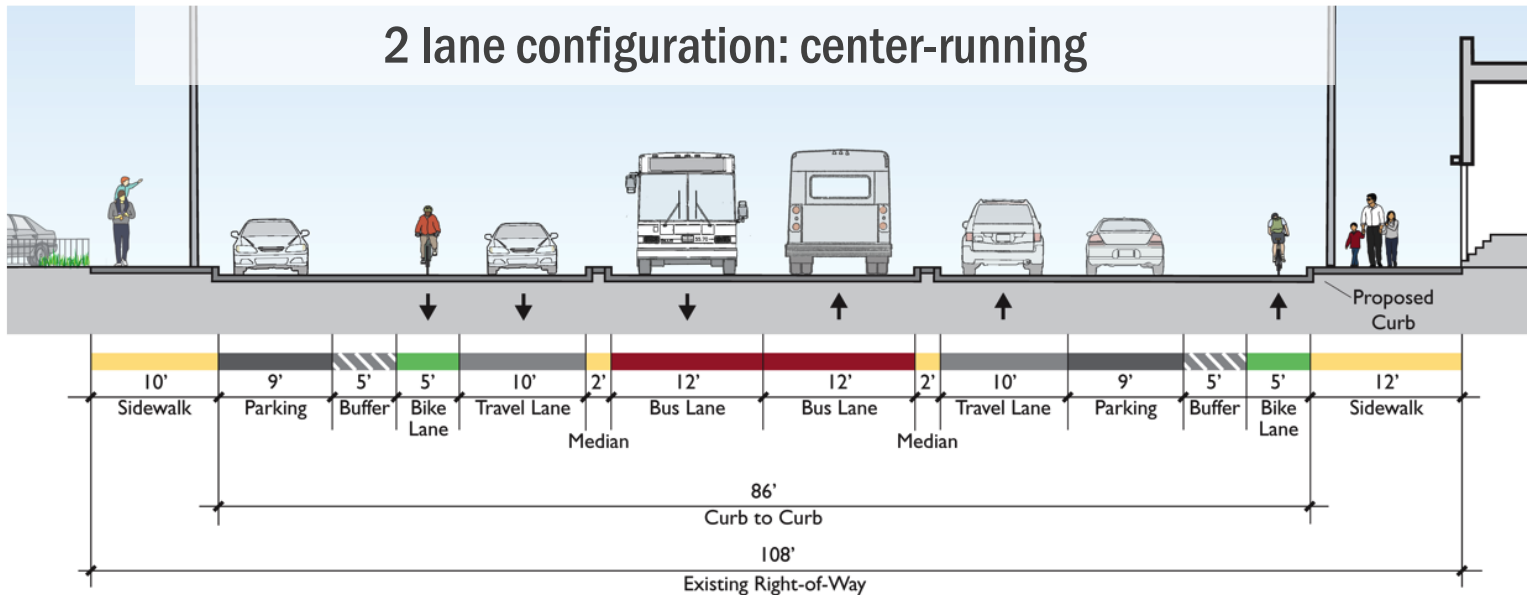 2 lane configuration: center-running
Proposed
Curb
10’ 9’ 5’ 5’ 10’ 2’ 12’ 12’ 2’ 10’ 9’ 5’ 5’ 12’
Sidewalk Parking Buffer Bike Travel Lane Bus Lane Bus Lane Travel Lane Parking Buffer Bike Sidewalk
Lane Lane
Median Median
86’
Curb to Curb
108’
Existing Right-of-Way